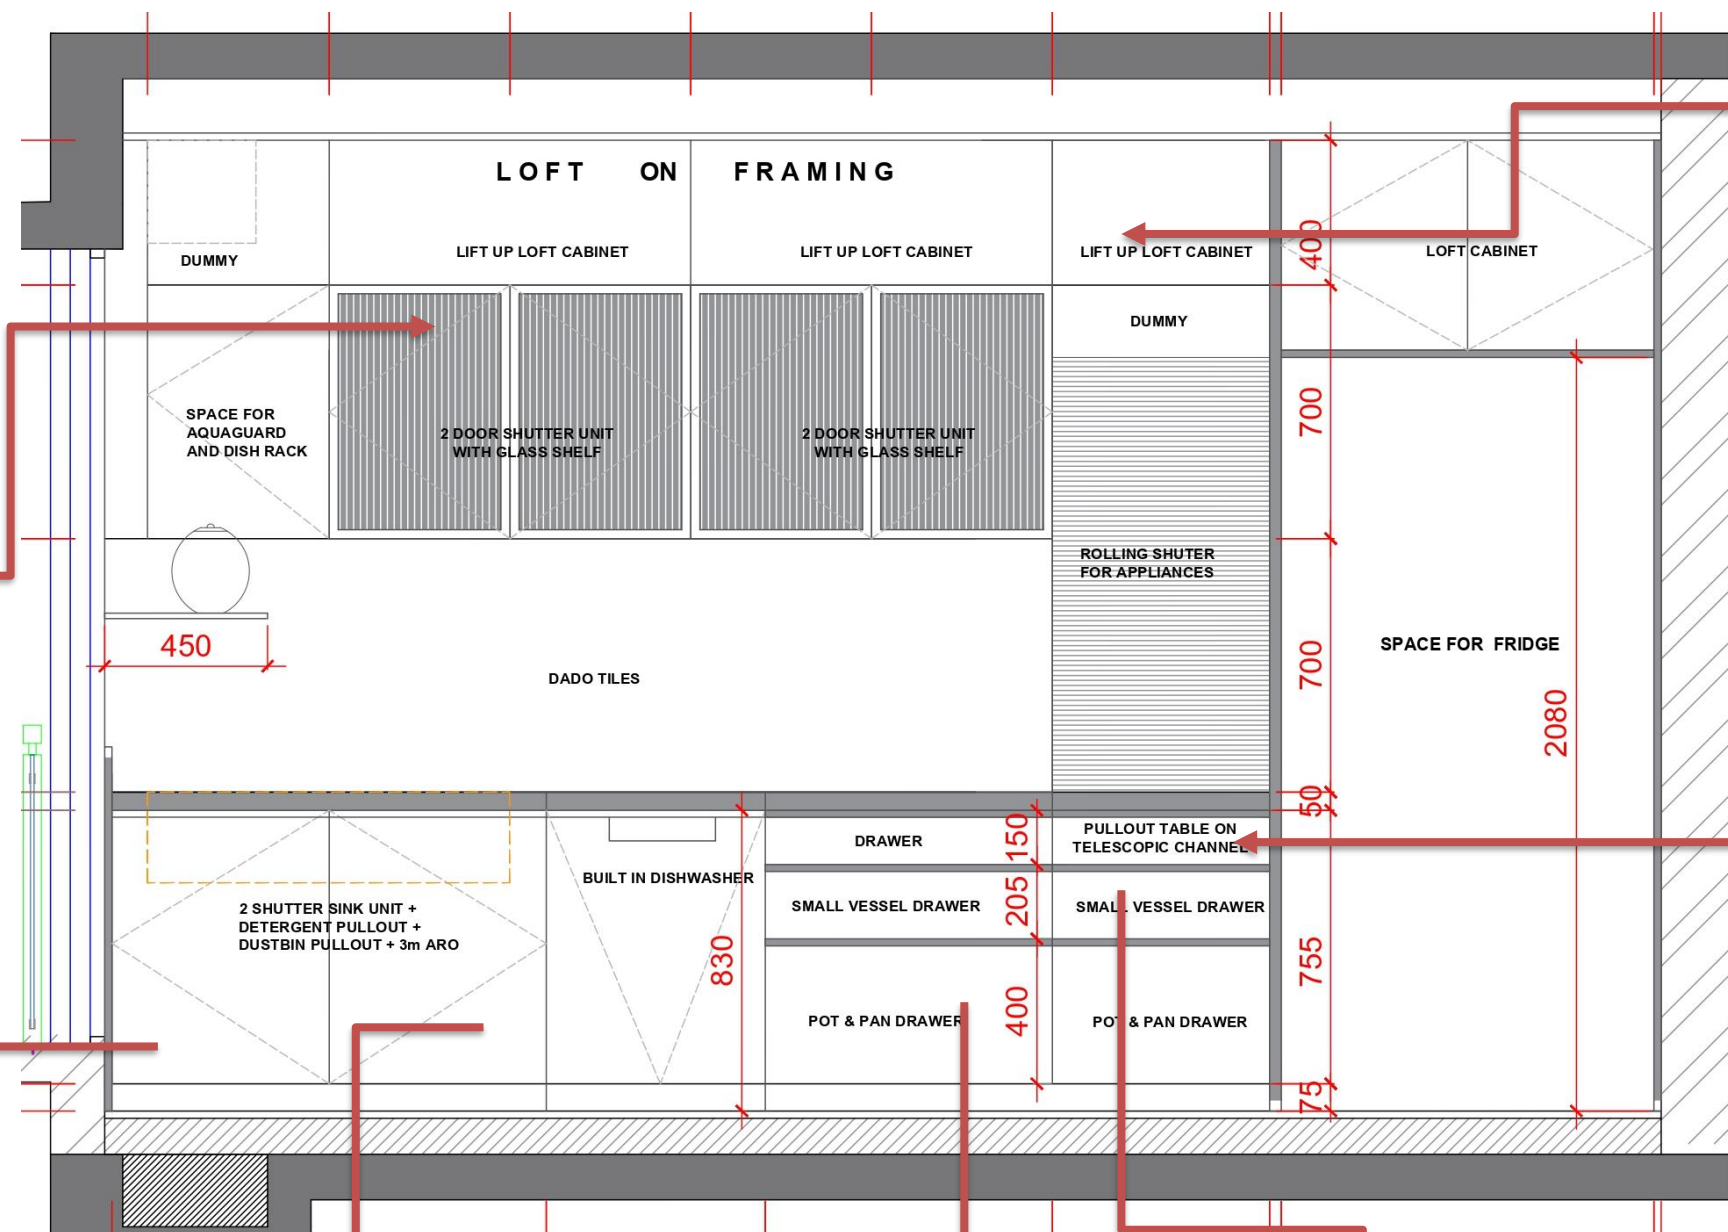 LOFT ON FRAMING
DUMMY
LIFT UP LOFT CABINET
LIFT UP LOFT CABINET
LIFT UP LOFT CABINET
400
LOFT CABINET
DUMMY
SPACE FOR
AQUAGUARD
AND DISH RACK
2 DOOR SHUTTER UNIT
WITH GLASS SHELF
2 DOOR SHUTTER UNIT
WITH GLASS SHELF
700
ROLLING SHUTER
FOR APPLIANCES
450
DADO TILES
700
SPACE FOR FRIDGE
2080
50
DRAWER
150
PULLOUT TABLE ON
TELESCOPIC CHANNEL
BUILT IN DISHWASHER
2 SHUTTER SINK UNIT +
DETERGENT PULLOUT +
DUSTBIN PULLOUT + 3m ARO
SMALL VESSEL DRAWER
205
SMALL VESSEL DRAWER
830
755
POT & PAN DRAWER
400
POT & PAN DRAWER
75